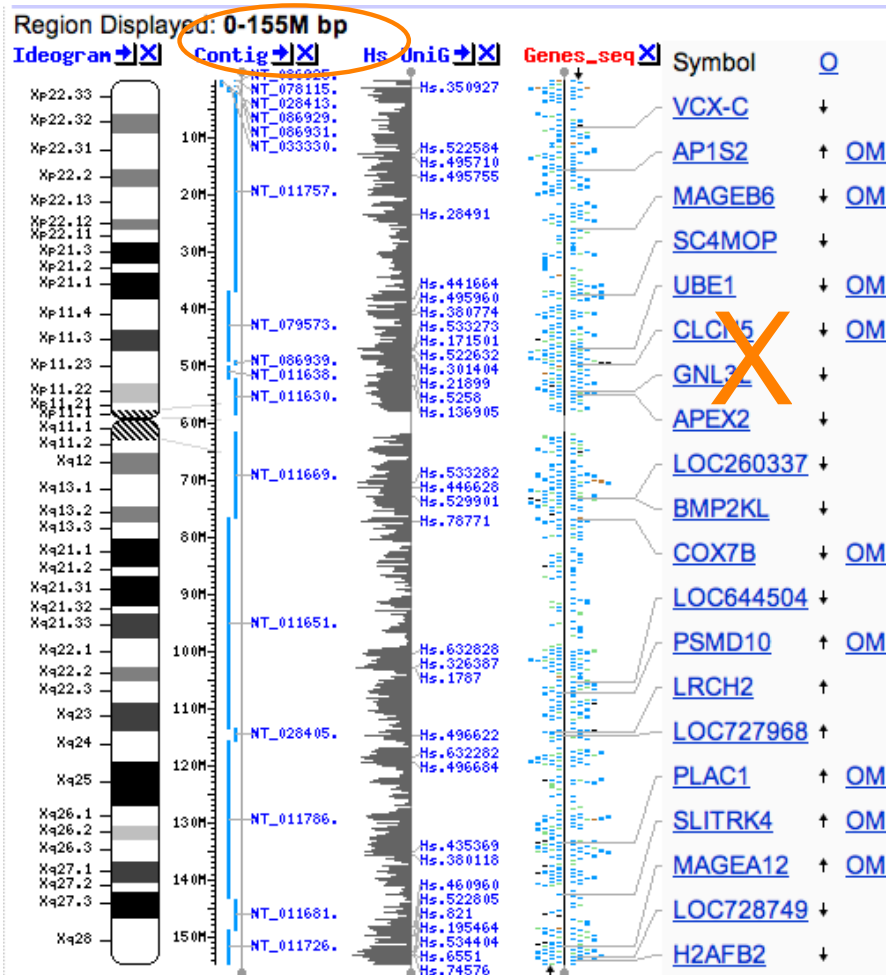 Region Displayed: 0-155M bp
Ideogram
Xp22.33
Xp22.32
Xp22.31
Xp22.2
Xp22.13
Xp22.12
Xp22.11
Xp21.3
Xp21.2
Xp21.1
Xp11.4
Xp11.3
Xp11.23
Xp11.22
Xp11.21
Xq11.1
Xq11.2
Xq12
Xq13.1
Xq13.2
Xq13.3
Xq21.1
Xq21.2
Xq21.31
Xq21.32
Xq21.33
Xq22.1
Xq22.2
Xq22.3
Xq23
Xq24
Xq25
Xq26.1
Xq26.2
Xq26.3
Xq27.1
Xq27.2
Xq27.3
Xq28
Contig
10M
20M
30M
40M
50M
60M
70M
80M
90M
100M
110M
120M
130M
140M
150M
NT_078115.
NT_028413.
NT_086929.
NT_086931.
NT_033330.
NT_011757.
NT_079573.
NT_086939.
NT_011638.
NT_011630.
NT_011669.
NT_011651.
NT_028405.
NT_011786.
NT_011681.
NT_011726.
Hs_UniG
Hs.350927
Hs.522584
Hs.495710
Hs.495755
Hs.28491
Hs.441664
Hs.495960
Hs.380774
Hs.533273
Hs.171501
Hs.522632
Hs.301404
Hs.21899
Hs.5258
Hs.136905
Hs.533282
Hs.446628
Hs.529901
Hs.78771
Hs.632828
Hs.326387
Hs.1787
Hs.496622
Hs.632282
Hs.496684
Hs.435369
Hs.380118
Hs.460960
Hs.522805
Hs.821
Hs.195464
Hs.534404
Hs.6551
Hs.74576
Genes_seq
Symbol O
VCX-C ↓
AP1S2 ↑ OM
MAGEB6 ↓ OM
SC4MOP ↓
UBE1 ↓ OM
CLCN5 ↓ OM
X
↓
APEX2 ↓
LOC260337 ↓
BMP2KL ↓
COX7B ↓ OM
LOC644504 ↓
PSMD10 ↑ OM
LRCH2 ↑
LOC727968 ↑
PLAC1 ↑ OM
SLITRK4 ↑ OM
MAGEA12 ↑ OM
LOC728749 ↓
H2AFB2 ↓